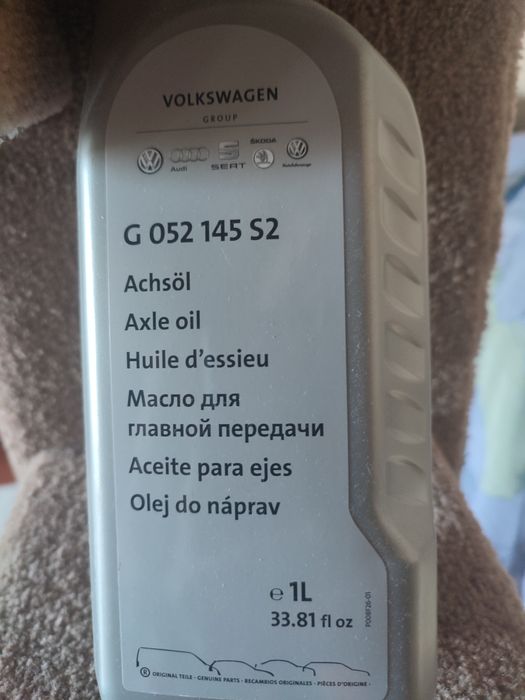 VOLKSWAGEN
GROUP
Audi
SEAT
ŠKODA
G 052 145 S2
Achsöl
Axle oil
Huile d'essieu
Масло для
главной передачи
Aceite para ejes
Olej do náprav
℮ 1L
33.81 fl oz
® ORIGINAL TEILE · GENUINE PARTS · RECAMBIOS ORIGINALES · PIÈCES D'ORIGINE ·